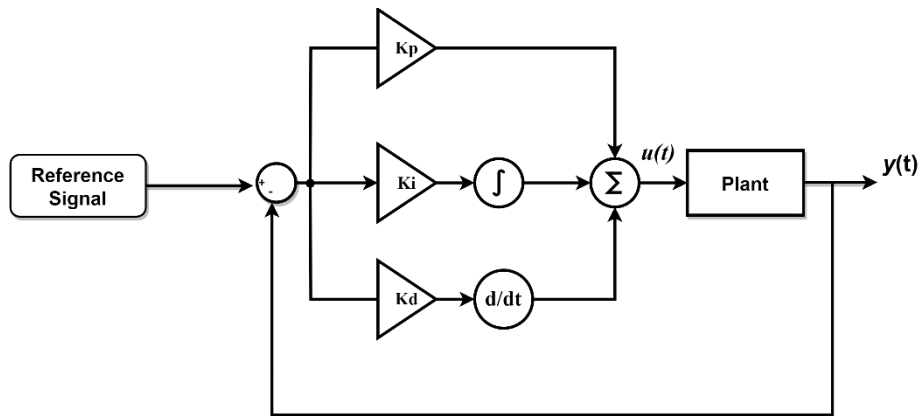 Kp
Reference
Signal
+
-
Ki
∫
Σ
u(t)
Plant
y(t)
Kd
d/dt